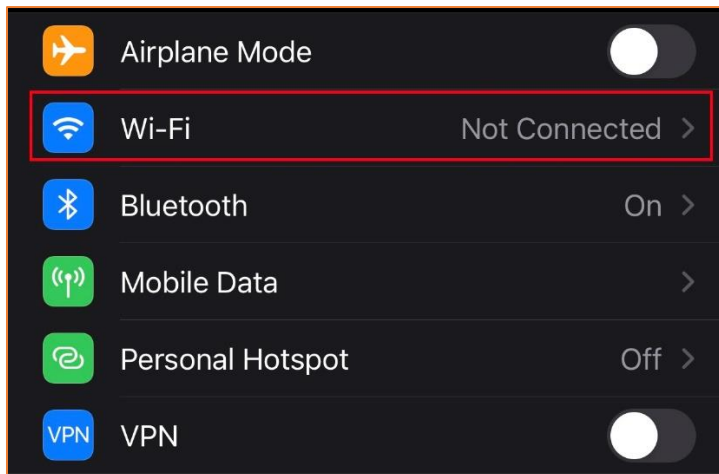 Airplane Mode
Wi-Fi Not Connected
Bluetooth On
Mobile Data
Personal Hotspot Off
VPN VPN